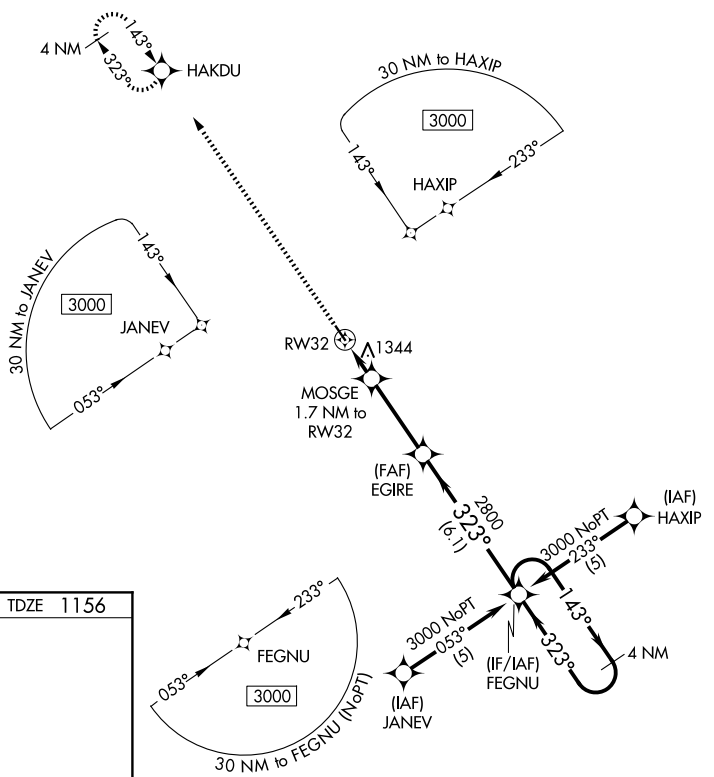 4 NM
143°
323°
HAKDU
30 NM to HAXIP
3000
143°
233°
HAXIP
30 NM to JANEV
3000
143°
JANEV
053°
RW32
1344
MOSGE
1.7 NM to
RW32
(FAF)
EGIRE
2800
323°
(6.1)
(IAF)
HAXIP
3000 NoPT
233°
(5)
143°
323°
4 NM
(IF/IAF)
FEGNU
3000 NoPT
053°
(5)
(IAF)
JANEV
233°
FEGNU
053°
3000
30 NM to FEGNU (NoPT)
TDZE 1156